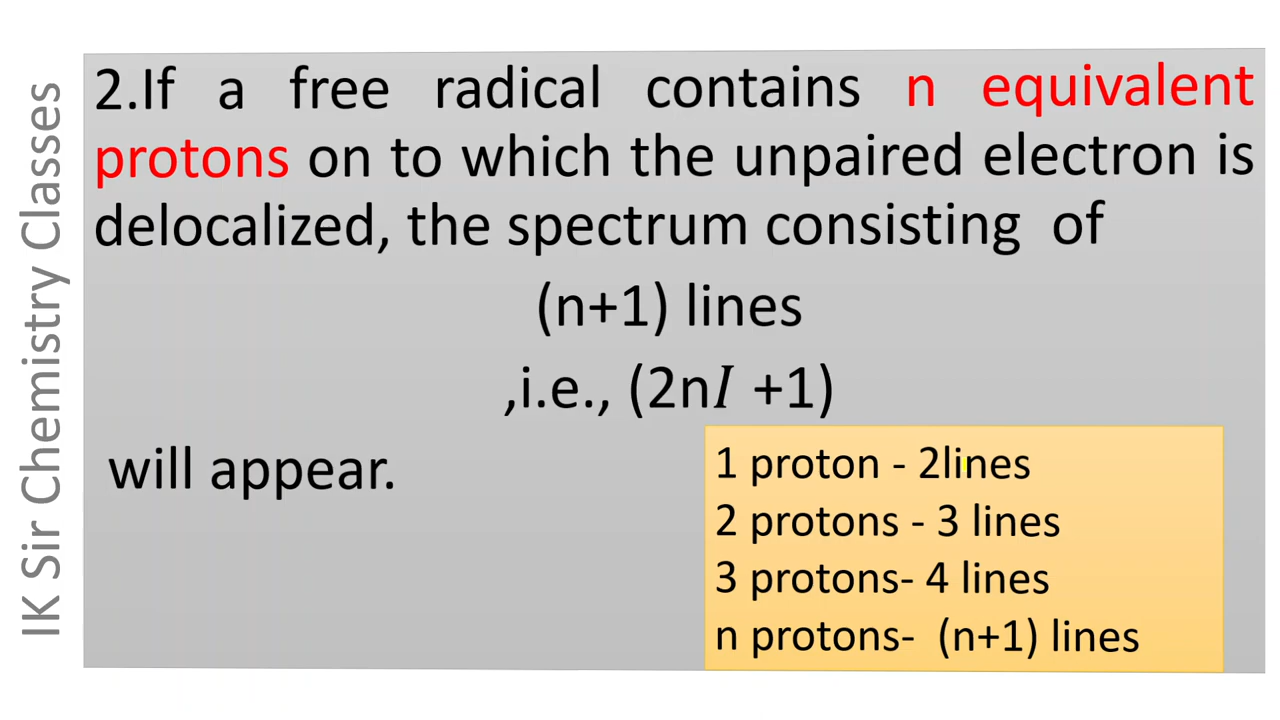 IK Sir Chemistry Classes
2.If a free radical contains n equivalent
protons on to which the unpaired electron is
delocalized, the spectrum consisting of
(n+1) lines
,i.e., (2n𝐼 +1)
will appear.
1 proton - 2lines
2 protons - 3 lines
3 protons- 4 lines
n protons- (n+1) lines